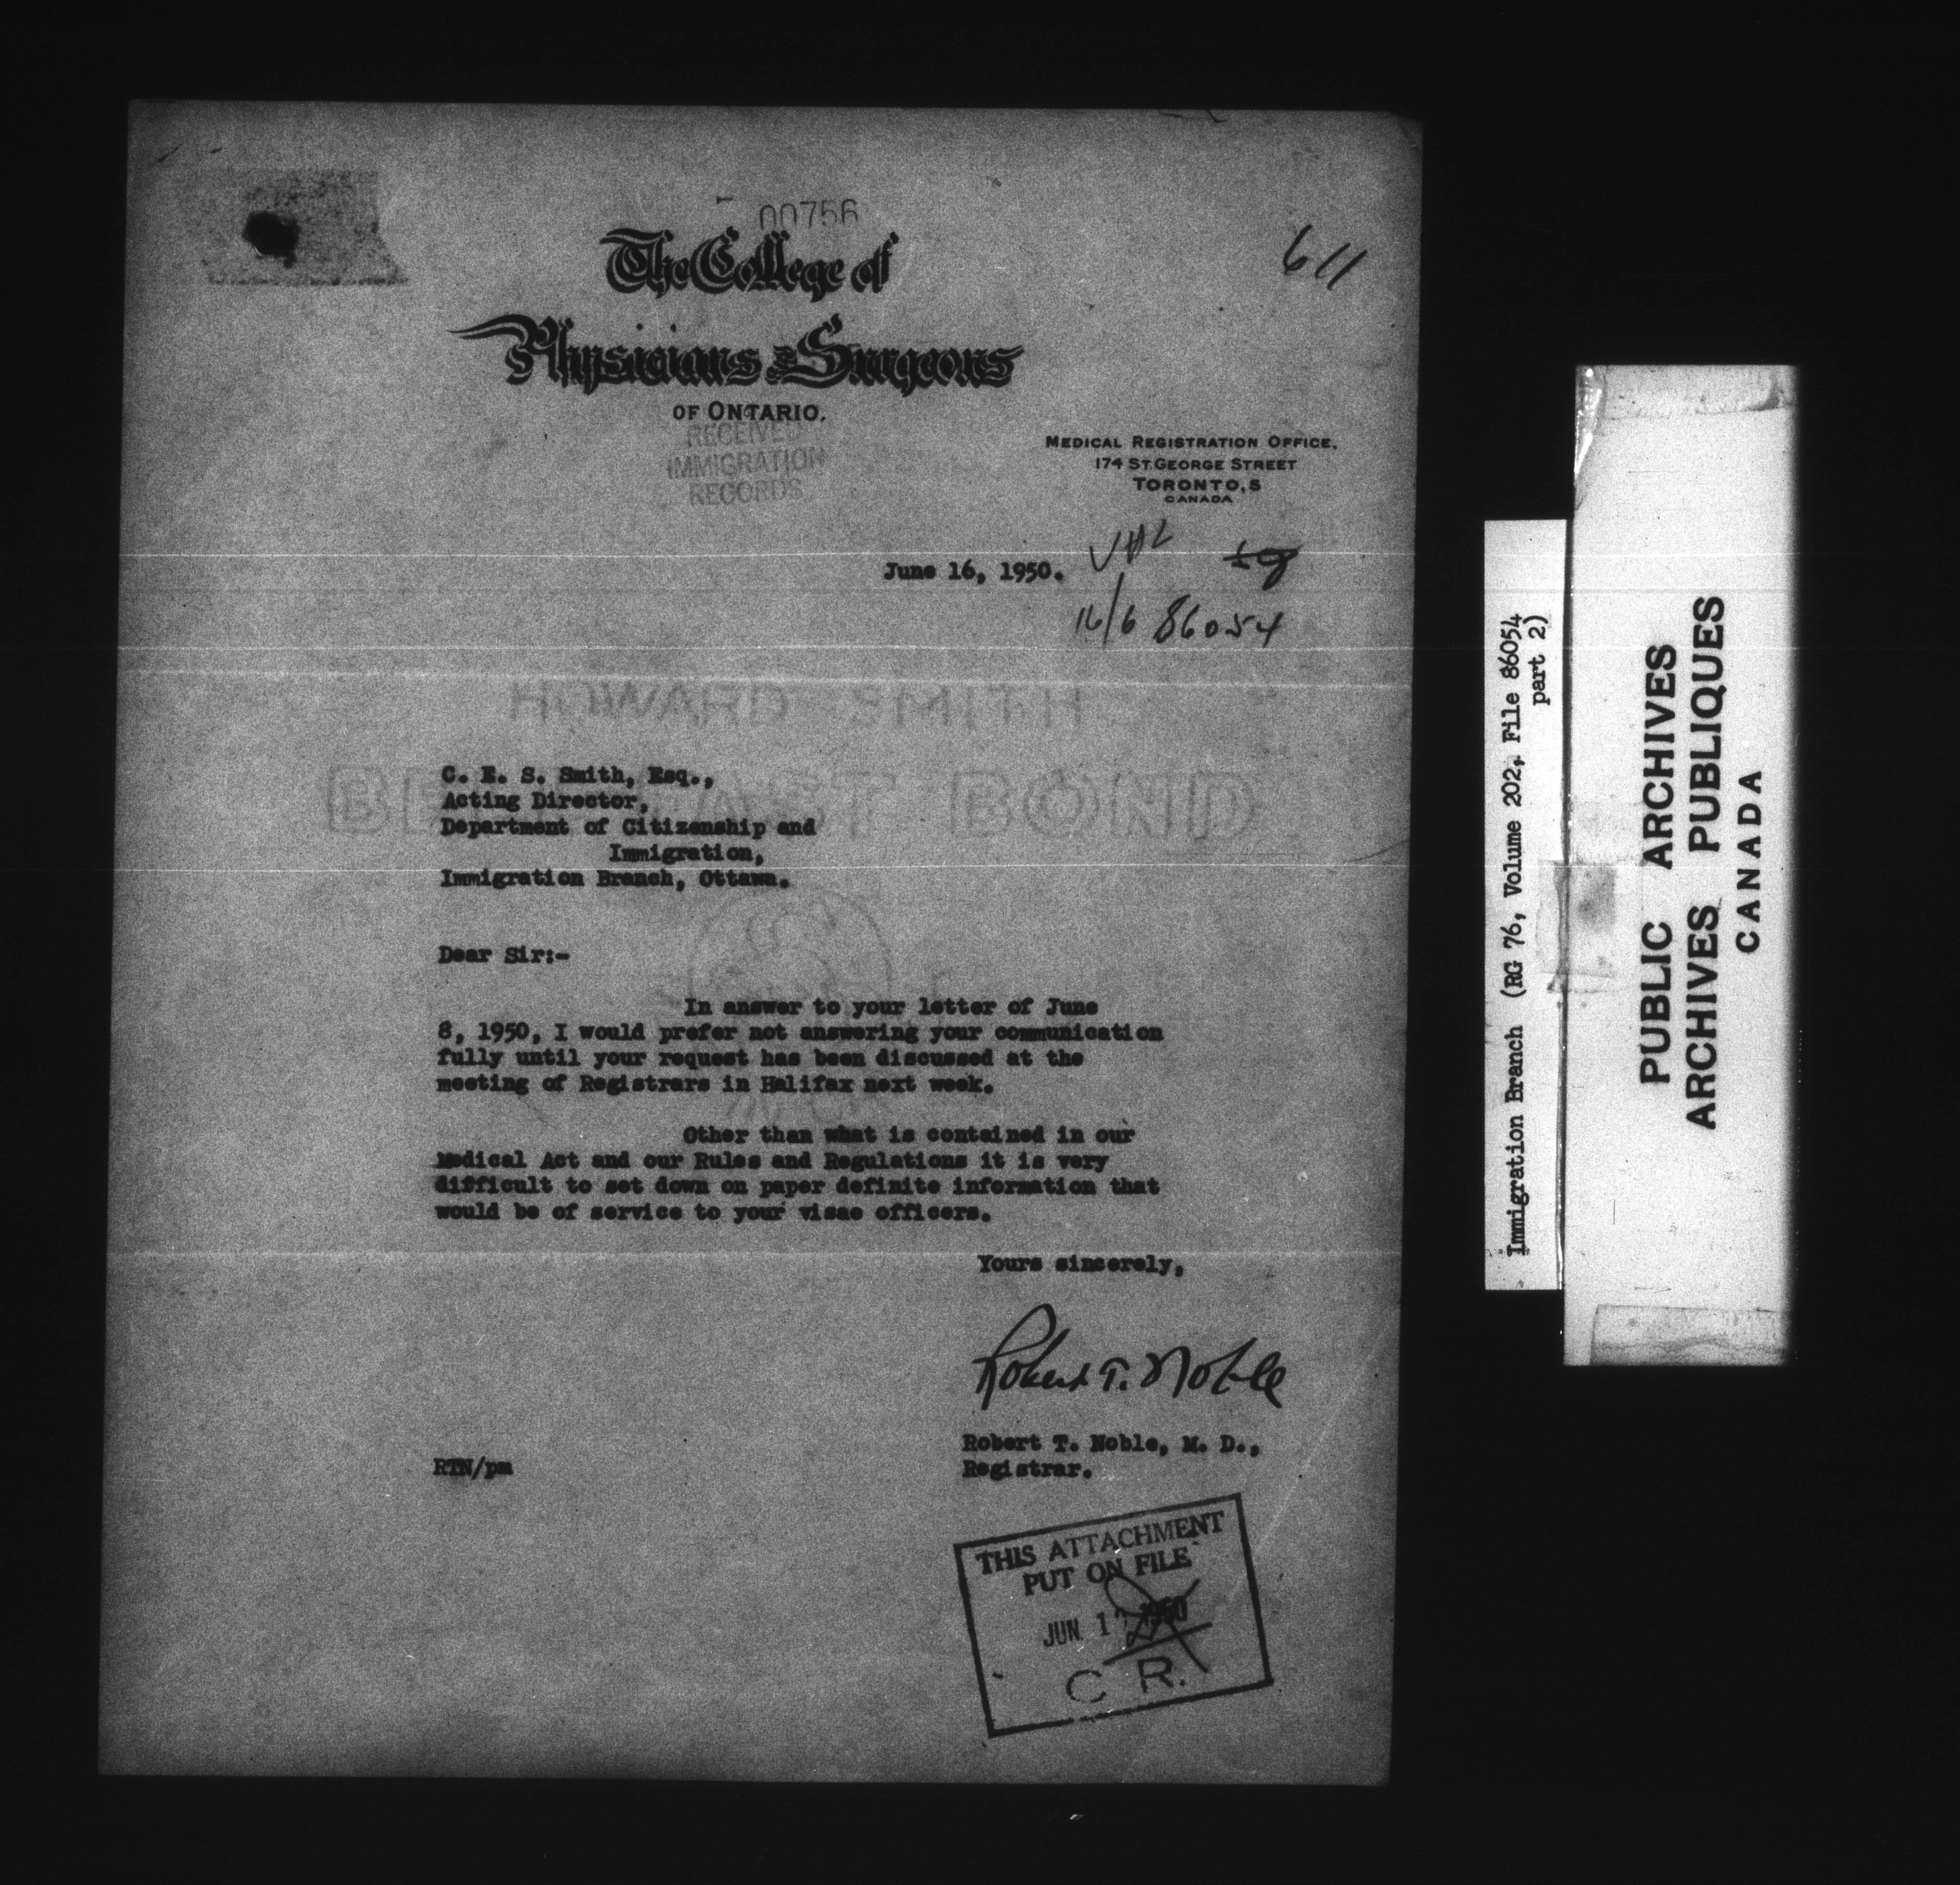 00756
611
The College of
Physicians and Surgeons
OF ONTARIO.
RECEIVED
IMMIGRATION
RECORDS
MEDICAL REGISTRATION OFFICE,
174 ST. GEORGE STREET
TORONTO, 5
CANADA
June 16, 1950.
16/6 86054
HOWARD SMITH
BELFAST BOND
C. E. S. Smith, Esq.,
Acting Director,
Department of Citizenship and
Immigration,
Immigration Branch, Ottawa.
Dear Sir:-
In answer to your letter of June
8, 1950, I would prefer not answering your communication
fully until your request has been discussed at the
meeting of Registrars in Halifax next week.
Other than what is contained in our
Medical Act and our Rules and Regulations it is very
difficult to set down on paper definite information that
would be of service to your visae officers.
Yours sincerely,
Robert T. Noble
Robert T. Noble, M. D.,
Registrar.
RTN/pm
THIS ATTACHMENT
PUT ON FILE
JUN 17 1950
C R.
Immigration Branch (RG 76, Volume 202, File 86054
part 2)
PUBLIC ARCHIVES
ARCHIVES PUBLIQUES
CANADA